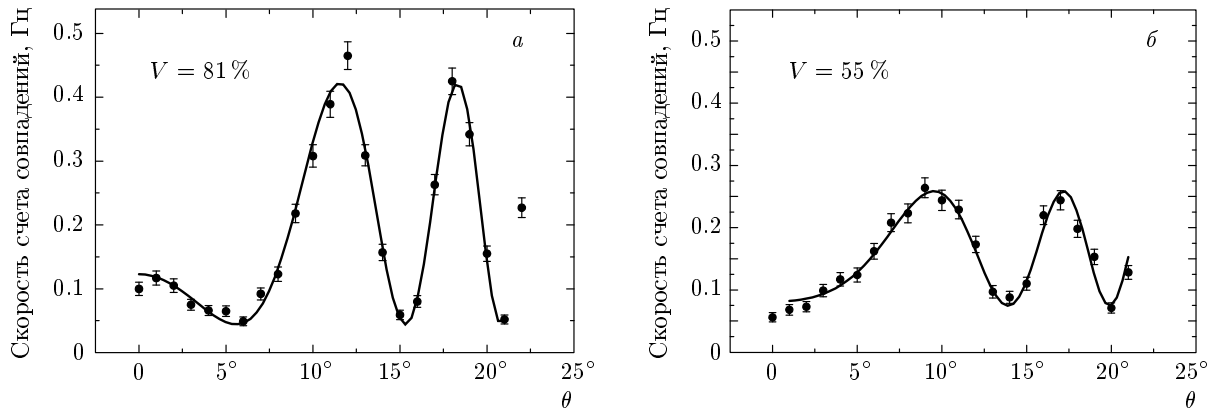 Скорость счета совпадений, Гц
0.5
0.4
0.3
0.2
0.1
0
V = 81 %
а
0 5° 10° 15° 20° 25°
θ
Скорость счета совпадений, Гц
0.5
0.4
0.3
0.2
0.1
0
V = 55 %
б
0 5° 10° 15° 20° 25°
θ